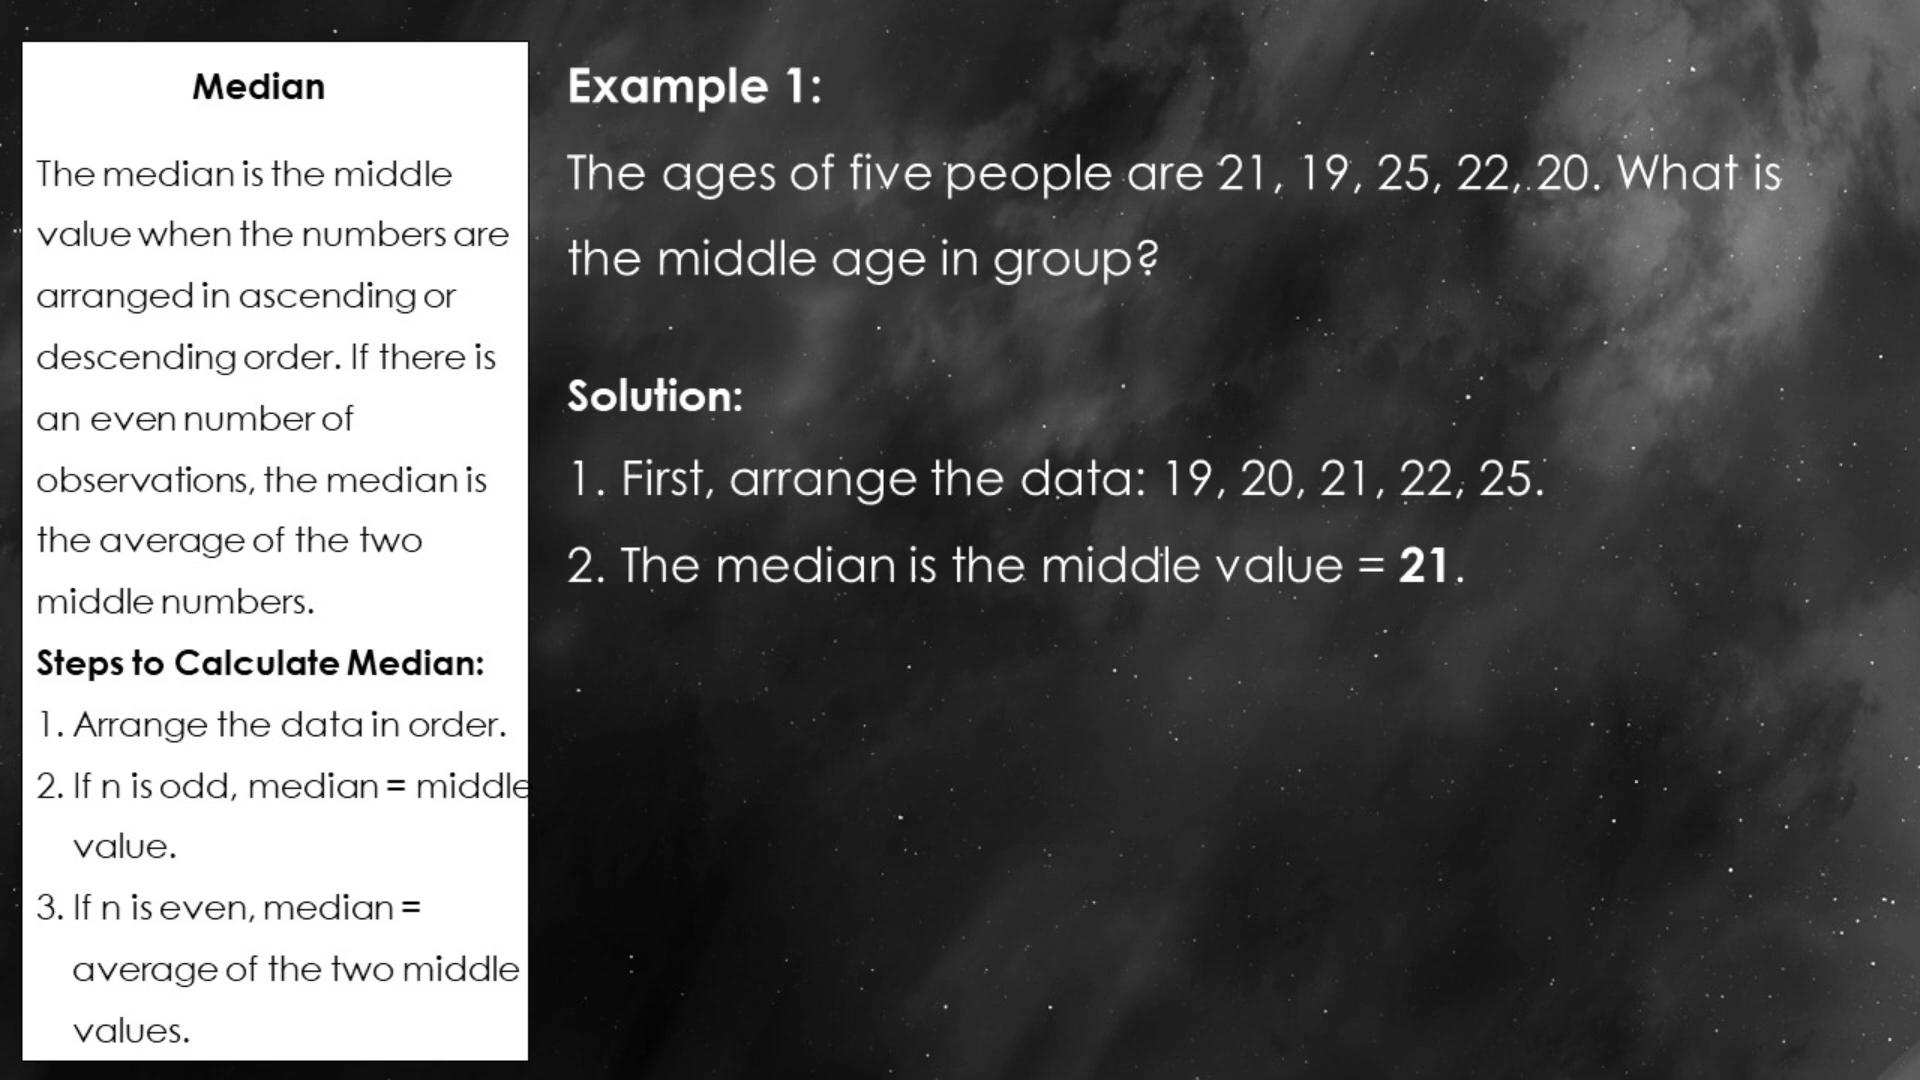 Median
The median is the middle
value when the numbers are
arranged in ascending or
descending order. If there is
an even number of
observations, the median is
the average of the two
middle numbers.
Steps to Calculate Median:
1. Arrange the data in order.
2. If n is odd, median = middle
value.
3. If n is even, median =
average of the two middle
values.
Example 1:
The ages of five people are 21, 19, 25, 22, 20. What is
the middle age in group?
Solution:
1. First, arrange the data: 19, 20, 21, 22, 25.
2. The median is the middle value = 21.